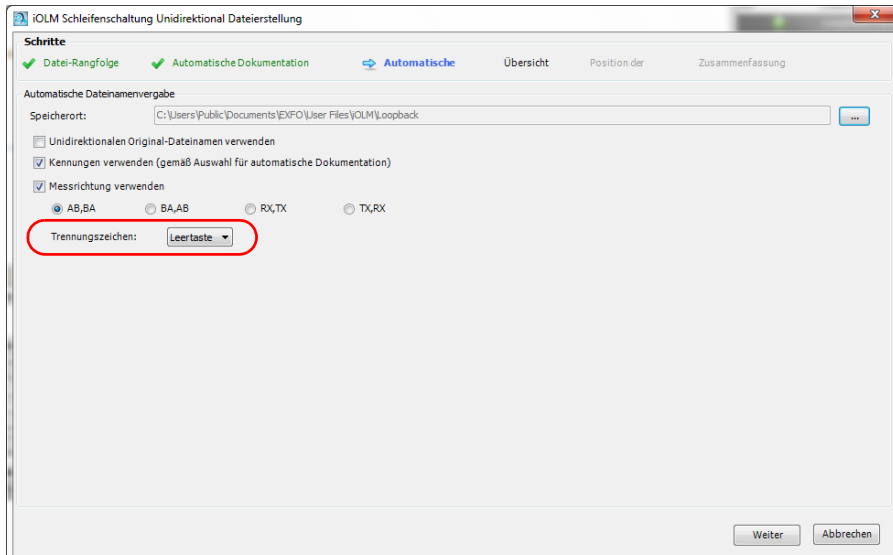 iOLM Schleifenschaltung Unidirektional Dateierstellung
Schritte
Datei-Rangfolge Automatische Dokumentation Automatische Übersicht Position der Zusammenfassung
Automatische Dateinamenvergabe
Speicherort: C:\Users\Public\Documents\EXFO\User Files\iOLM\Loopback ...
Unidirektionalen Original-Dateinamen verwenden
Kennungen verwenden (gemäß Auswahl für automatische Dokumentation)
Messrichtung verwenden
AB,BA BA,AB RX,TX TX,RX
Trennungszeichen: Leertaste
Weiter Abbrechen